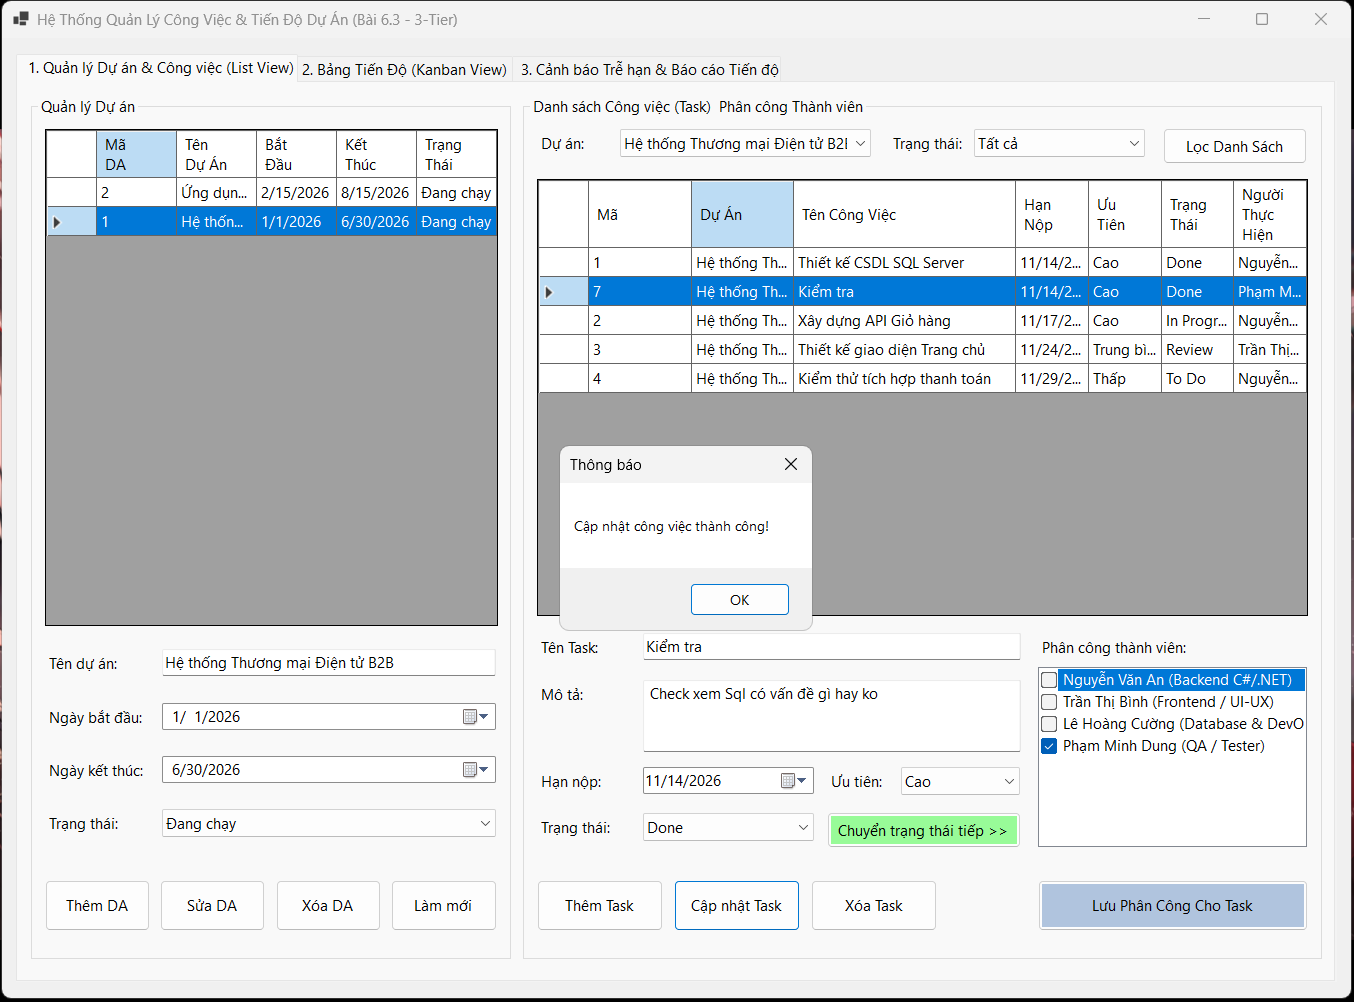 Hệ Thống Quản Lý Công Việc & Tiến Độ Dự Án (Bài 6.3 - 3-Tier)
1. Quản lý Dự án & Công việc (List View)
2. Bảng Tiến Độ (Kanban View)
3. Cảnh báo Trễ hạn & Báo cáo Tiến độ
Quản lý Dự án
Mã DA
Tên Dự Án
Bắt Đầu
Kết Thúc
Trạng Thái
2 Ứng dụn... 2/15/2026 8/15/2026 Đang chạy
1 Hệ thốn... 1/1/2026 6/30/2026 Đang chạy
Tên dự án: Hệ thống Thương mại Điện tử B2B
Ngày bắt đầu: 1/ 1/2026
Ngày kết thúc: 6/30/2026
Trạng thái: Đang chạy
Thêm DA
Sửa DA
Xóa DA
Làm mới
Danh sách Công việc (Task) Phân công Thành viên
Dự án: Hệ thống Thương mại Điện tử B2
Trạng thái: Tất cả
Lọc Danh Sách
Mã
Dự Án
Tên Công Việc
Hạn Nộp
Ưu Tiên
Trạng Thái
Người Thực Hiện
1 Hệ thống Th... Thiết kế CSDL SQL Server 11/14/2... Cao Done Nguyễn...
7 Hệ thống Th... Kiểm tra 11/14/2... Cao Done Phạm M...
2 Hệ thống Th... Xây dựng API Giỏ hàng 11/17/2... Cao In Progr... Nguyễn...
3 Hệ thống Th... Thiết kế giao diện Trang chủ 11/24/2... Trung bì... Review Trần Thị...
4 Hệ thống Th... Kiểm thử tích hợp thanh toán 11/29/2... Thấp To Do Nguyễn...
Thông báo
Cập nhật công việc thành công!
OK
Tên Task: Kiểm tra
Mô tả: Check xem Sql có vấn đề gì hay ko
Hạn nộp: 11/14/2026
Ưu tiên: Cao
Trạng thái: Done
Chuyển trạng thái tiếp >>
Phân công thành viên:
Nguyễn Văn An (Backend C#/.NET)
Trần Thị Bình (Frontend / UI-UX)
Lê Hoàng Cường (Database & DevO
Phạm Minh Dung (QA / Tester)
Thêm Task
Cập nhật Task
Xóa Task
Lưu Phân Công Cho Task